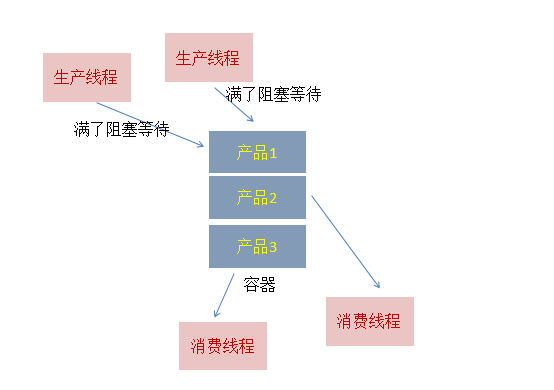 生产线程
生产线程
满了阻塞等待
满了阻塞等待
产品1
产品2
产品3
容器
消费线程
消费线程